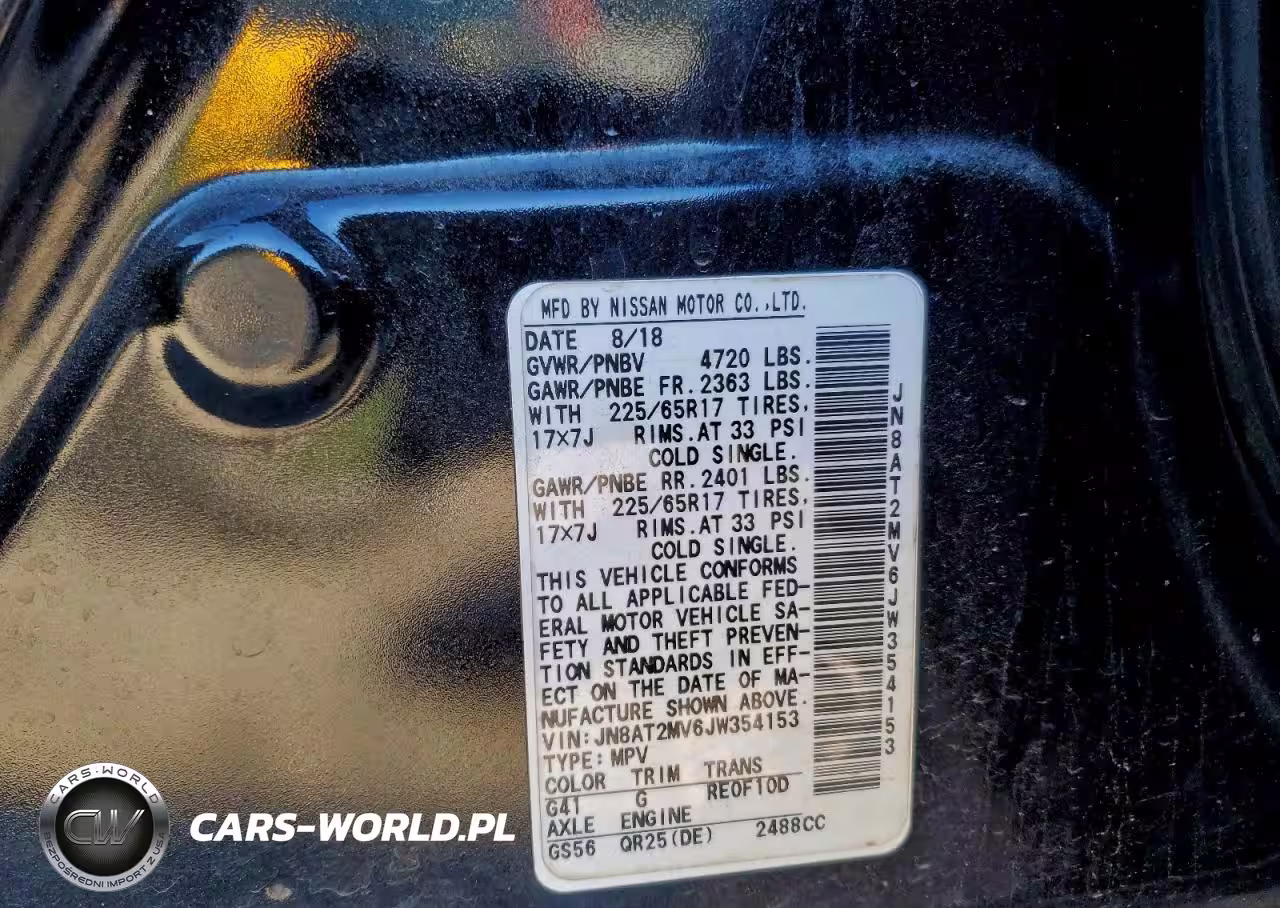 MFD BY NISSAN MOTOR CO.,LTD.
DATE 8/18
GVWR/PNBV 4720 LBS.
GAWR/PNBE FR.2363 LBS.
WITH 225/65R17 TIRES,
17×7J RIMS.AT 33 PSI
COLD SINGLE.
GAWR/PNBE RR.2401 LBS.
WITH 225/65R17 TIRES,
17×7J RIMS.AT 33 PSI
COLD SINGLE.
THIS VEHICLE CONFORMS
TO ALL APPLICABLE FED-
ERAL MOTOR VEHICLE SA-
FETY AND THEFT PREVEN-
TION STANDARDS IN EFF-
ECT ON THE DATE OF MA-
NUFACTURE SHOWN ABOVE.
VIN:JN8AT2MV6JW354153
TYPE:MPV
COLOR TRIM TRANS
G41 G RE0F10D
AXLE ENGINE
GS56 QR25(DE) 2488CC
JN8AT2MV6JW354153
CARS-WORLD
CW
BEZPOŚREDNI IMPORT Z USA
CARS-WORLD.PL